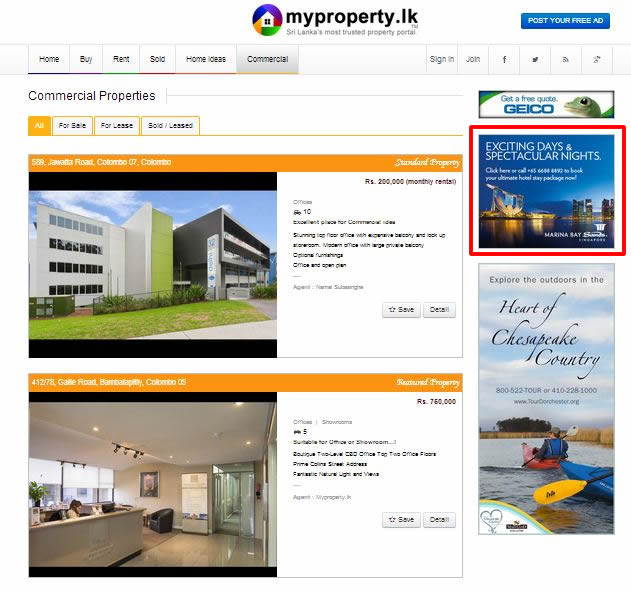 myproperty.lk
Sri Lanka's most trusted property portal.
POST YOUR FREE AD
Home
Buy
Rent
Sold
Home Ideas
Commercial
Sign In
Join
Commercial Properties
All
For Sale
For Lease
Sold / Leased
589, Jawatta Road, Colombo 07, Colombo
Standard Property
Rs. 200,000 (monthly rental)
Offices
10
Excellent place for Commercial Idea
Stunning top floor office with expansive balcony and lock up
storeroom. Modern office with large private balcony
Optional furnishings
Office and open plan
Agent : Namal Subasinghe
Save
Detail
412/78, Galle Road, Bambalapitiy, Colombo 05
Featured Property
Rs. 750,000
Offices | Showrooms
5
Suitable for Office or Showroom...!
Boutique Two-Level CBD Office Top Two Office Floors
Prime Collins Street Address
Fantastic Natural Light and Views
Agent : Myproperty.lk
Save
Detail
Get a free quote.
GEICO
EXCITING DAYS &
SPECTACULAR NIGHTS.
Click here or call +65 6688 8892 to book
your ultimate hotel stay package now!
MARINA BAY Sands
SINGAPORE
Explore the outdoors in the
Heart of
Chesapeake
Country
800-522-TOUR or 410-228-1000
www.TourDorchester.org